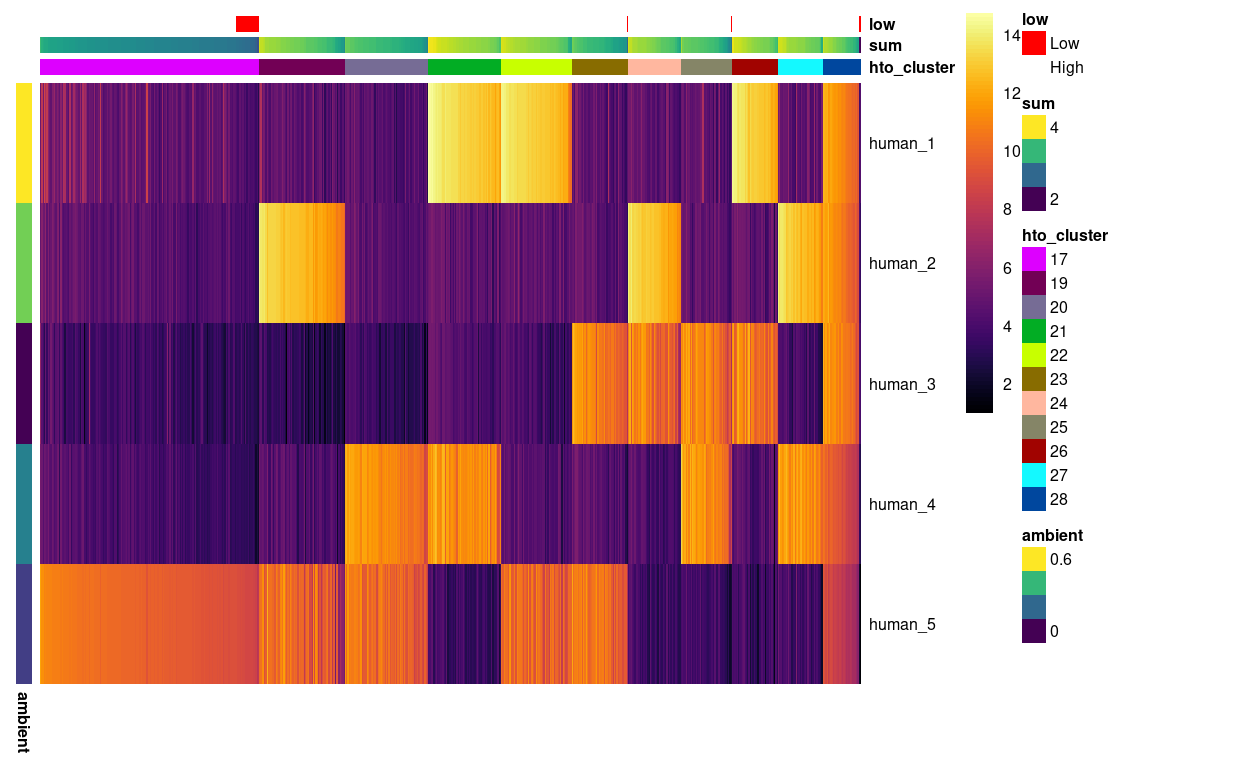 low
sum
hto_cluster
human_1
human_2
human_3
human_4
human_5
ambient
14
12
10
8
6
4
2
low
Low
High
sum
4
2
hto_cluster
17
19
20
21
22
23
24
25
26
27
28
ambient
0.6
0